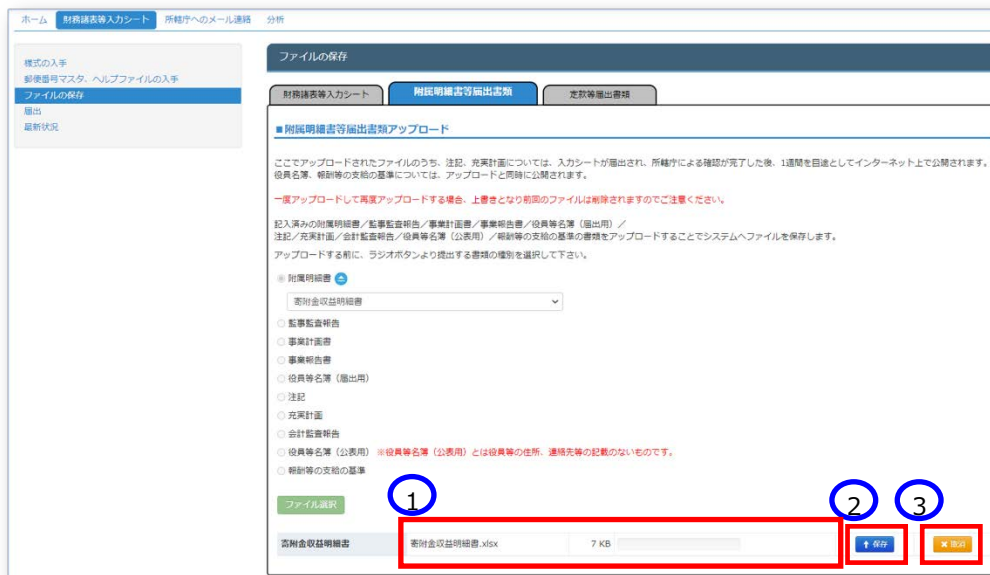 ホーム 財務諸表等入力シート 所轄庁へのメール連絡 分析
様式の入手
郵便番号マスタ、ヘルプファイルの入手
ファイルの保存
届出
最新状況
ファイルの保存
財務諸表等入力シート 附属明細書等届出書類 定款等届出書類
■附属明細書等届出書類アップロード
ここでアップロードされたファイルのうち、注記、充実計画については、入力シートが届出され、所轄庁による確認が完了した後、1週間を目途としてインターネット上で公開されます。
役員名簿、報酬等の支給の基準については、アップロードと同時に公開されます。
一度アップロードして再度アップロードする場合、上書きとなり前回のファイルは削除されますのでご注意ください。
記入済みの附属明細書／監事監査報告／事業計画書／事業報告書／役員等名簿（届出用）／
注記／充実計画／会計監査報告／役員等名簿（公表用）／報酬等の支給の基準の書類をアップロードすることでシステムへファイルを保存します。
アップロードする前に、ラジオボタンより提出する書類の種別を選択して下さい。
附属明細書
寄附金収益明細書
監事監査報告
事業計画書
事業報告書
役員等名簿（届出用）
注記
充実計画
会計監査報告
役員等名簿（公表用） ※役員等名簿（公表用）とは役員等の住所、連絡先等の記載のないものです。
報酬等の支給の基準
ファイル選択
1 2 3
寄附金収益明細書 寄附金収益明細書.xlsx 7 KB 保存 取消